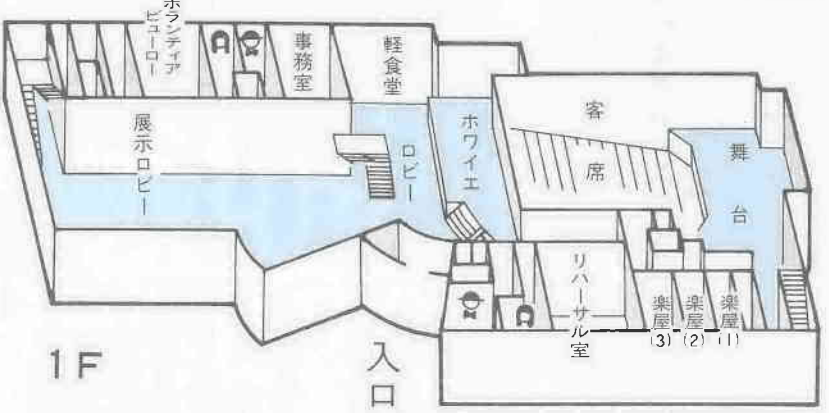 ボランティア
ビューロー
事務室
軽食堂
展示ロビー
ロビー
ホワイエ
客席
舞台
リハーサル室
楽屋(3)
楽屋(2)
楽屋(1)
1F
入口